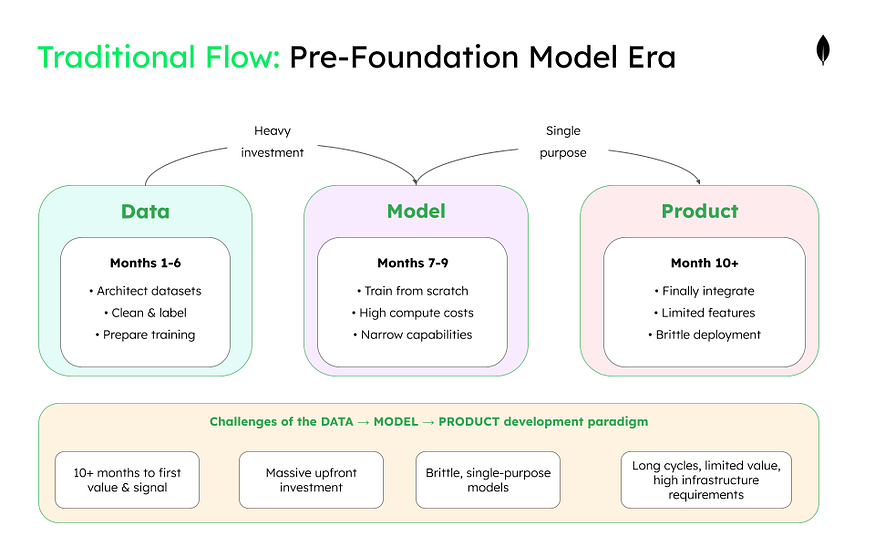 Traditional Flow: Pre-Foundation Model Era
Heavy
investment
Single
purpose
Data
Months 1-6
• Architect datasets
• Clean & label
• Prepare training
Model
Months 7-9
• Train from scratch
• High compute costs
• Narrow capabilities
Product
Month 10+
• Finally integrate
• Limited features
• Brittle deployment
Challenges of the DATA → MODEL → PRODUCT development paradigm
10+ months to first
value & signal
Massive upfront
investment
Brittle, single-purpose
models
Long cycles, limited value,
high infrastructure
requirements